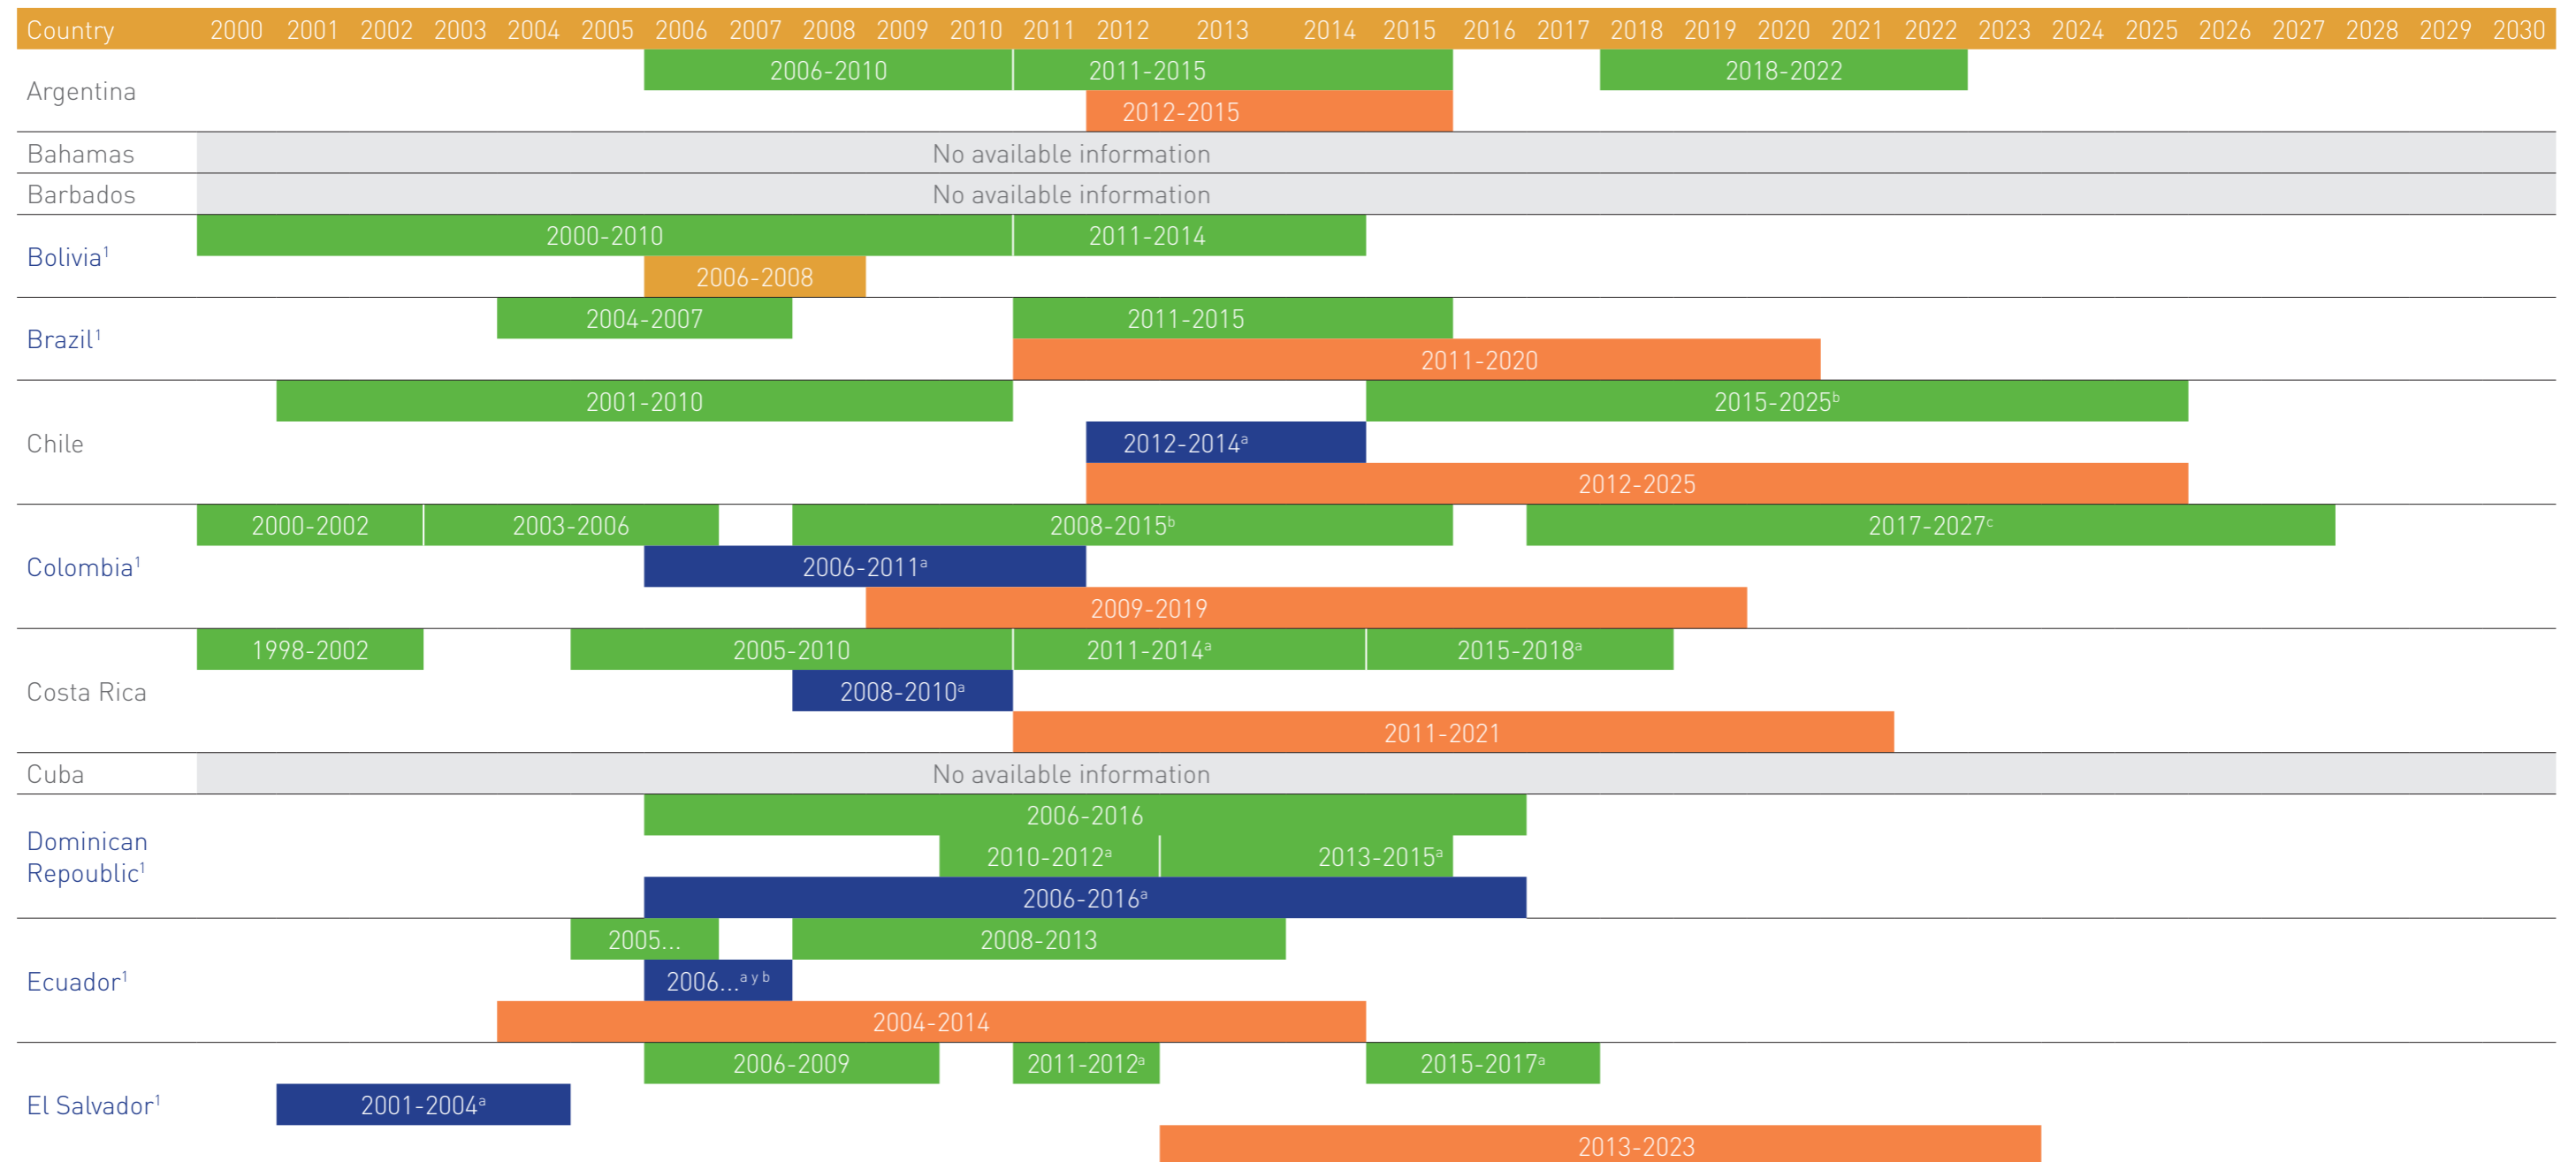 Country 2000 2001 2002 2003 2004 2005 2006 2007 2008 2009 2010 2011 2012 2013 2014 2015 2016 2017 2018 2019 2020 2021 2022 2023 2024 2025 2026 2027 2028 2029 2030
Argentina
2006-2010 2011-2015 2018-2022
2012-2015
Bahamas No available information
Barbados No available information
Bolivia¹
2000-2010 2011-2014
2006-2008
Brazil¹
2004-2007 2011-2015
2011-2020
Chile
2001-2010 2015-2025ᵇ
2012-2014ᵃ
2012-2025
Colombia¹
2000-2002 2003-2006 2008-2015ᵇ 2017-2027ᶜ
2006-2011ᵃ
2009-2019
Costa Rica
1998-2002 2005-2010 2011-2014ᵃ 2015-2018ᵃ
2008-2010ᵃ
2011-2021
Cuba No available information
Dominican
Repoublic¹
2006-2016
2010-2012ᵃ 2013-2015ᵃ
2006-2016ᵃ
Ecuador¹
2005... 2008-2013
2006...ᵃ ʸ ᵇ
2004-2014
El Salvador¹
2006-2009 2011-2012ᵃ 2015-2017ᵃ
2001-2004ᵃ
2013-2023